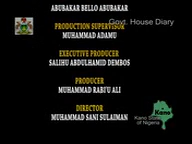 ABUBAKAR BELLO ABUBAKAR
PRODUCTION SUPERVISOR
MUHAMMAD ADAMU
Govt. House Diary
EXECUTIVE PRODUCER
SALIHU ABDULHAMID DEMBOS
PRODUCER
MUHAMMAD RABI'U ALI
DIRECTOR
MUHAMMAD SANI SULAIMAN
Kano
Kano State
of Nigeria